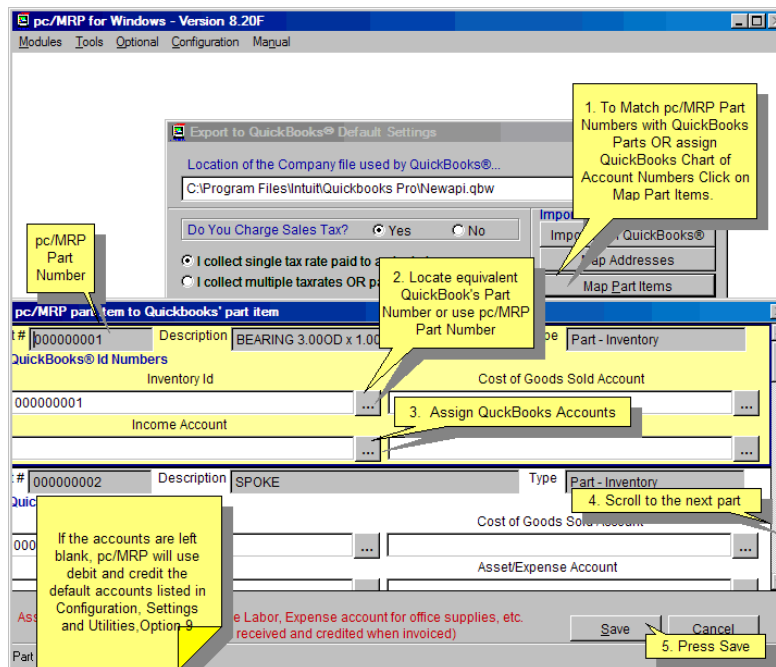 pc/MRP for Windows - Version 8.20F
Modules Tools Optional Configuration Manual
1. To Match pc/MRP Part
Numbers with QuickBooks
Parts OR assign
QuickBooks Chart of
Account Numbers Click on
Map Part Items.
Export to QuickBooks® Default Settings
Location of the Company file used by QuickBooks®...
C:\Program Files\Intuit\Quickbooks Pro\Newapi.qbw
Do You Charge Sales Tax? Yes No
I collect single tax rate paid to
I collect multiple taxrates OR
QuickBooks®
Map Addresses
Map Part Items
pc/MRP
Part
Number
2. Locate equivalent
QuickBook's Part
Number or use pc/MRP
Part Number
pc/MRP part item to Quickbooks' part item
# 000000001 Description BEARING 3.00OD x Part - Inventory
QuickBooks® Id Numbers
Inventory Id Cost of Goods Sold Account
000000001 ... ...
3. Assign QuckBooks Accounts
Income Account
... ...
# 000000002 Description SPOKE Type Part - Inventory
4. Scroll to the next part
Cost of Goods Sold Account
... ...
Asset/Expense Account
... ...
If the accounts are left
blank, pc/MRP will use
debit and credit the
default accounts listed in
Configuration, Settings
and Utilities,Option 9
Labor, Expense account for office supplies, etc.
received and credited when invoiced)
Save Cancel
5. Press Save
Part